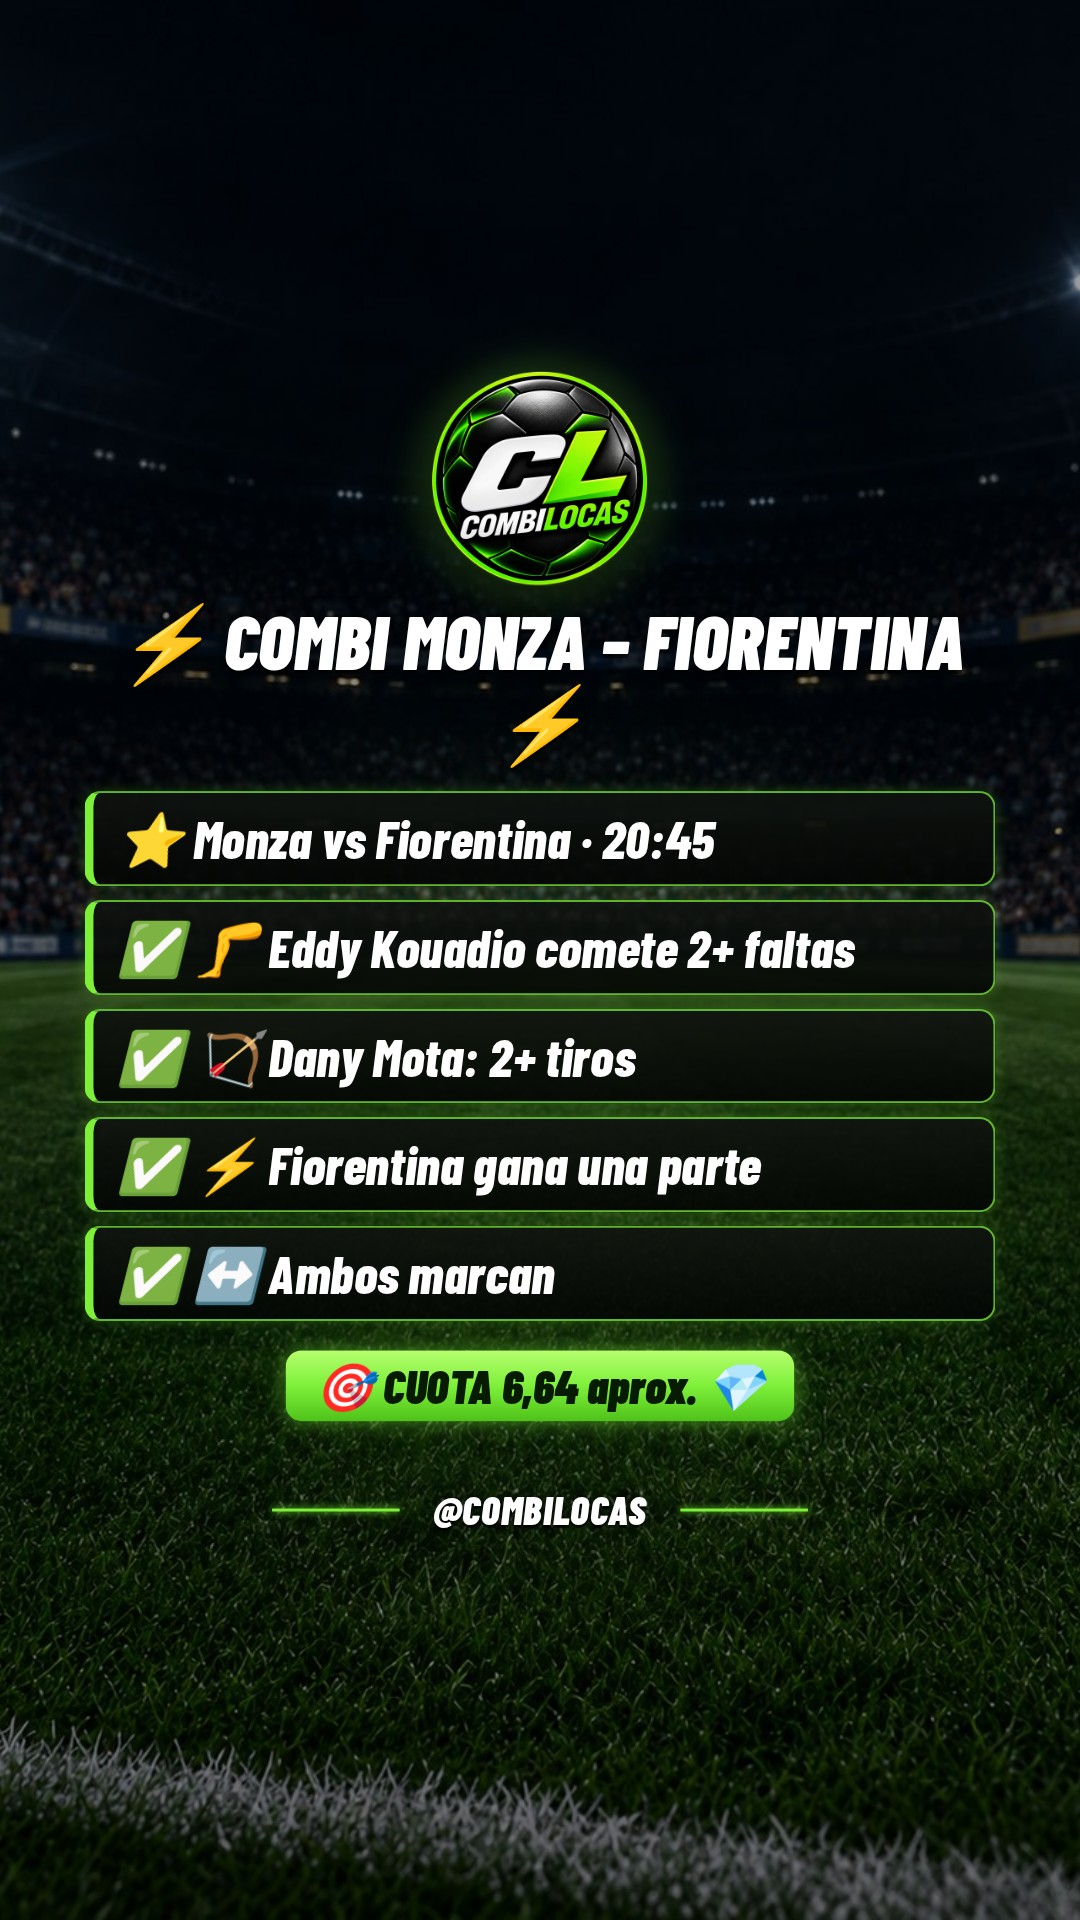 CL
COMBILOCAS
⚡ COMBI MONZA – FIORENTINA
⚡
⭐ Monza vs Fiorentina · 20:45
✅ 🦵 Eddy Kouadio comete 2+ faltas
✅ 🏹 Dany Mota: 2+ tiros
✅ ⚡ Fiorentina gana una parte
✅ ↔️ Ambos marcan
🎯 CUOTA 6,64 aprox. 💎
@COMBILOCAS